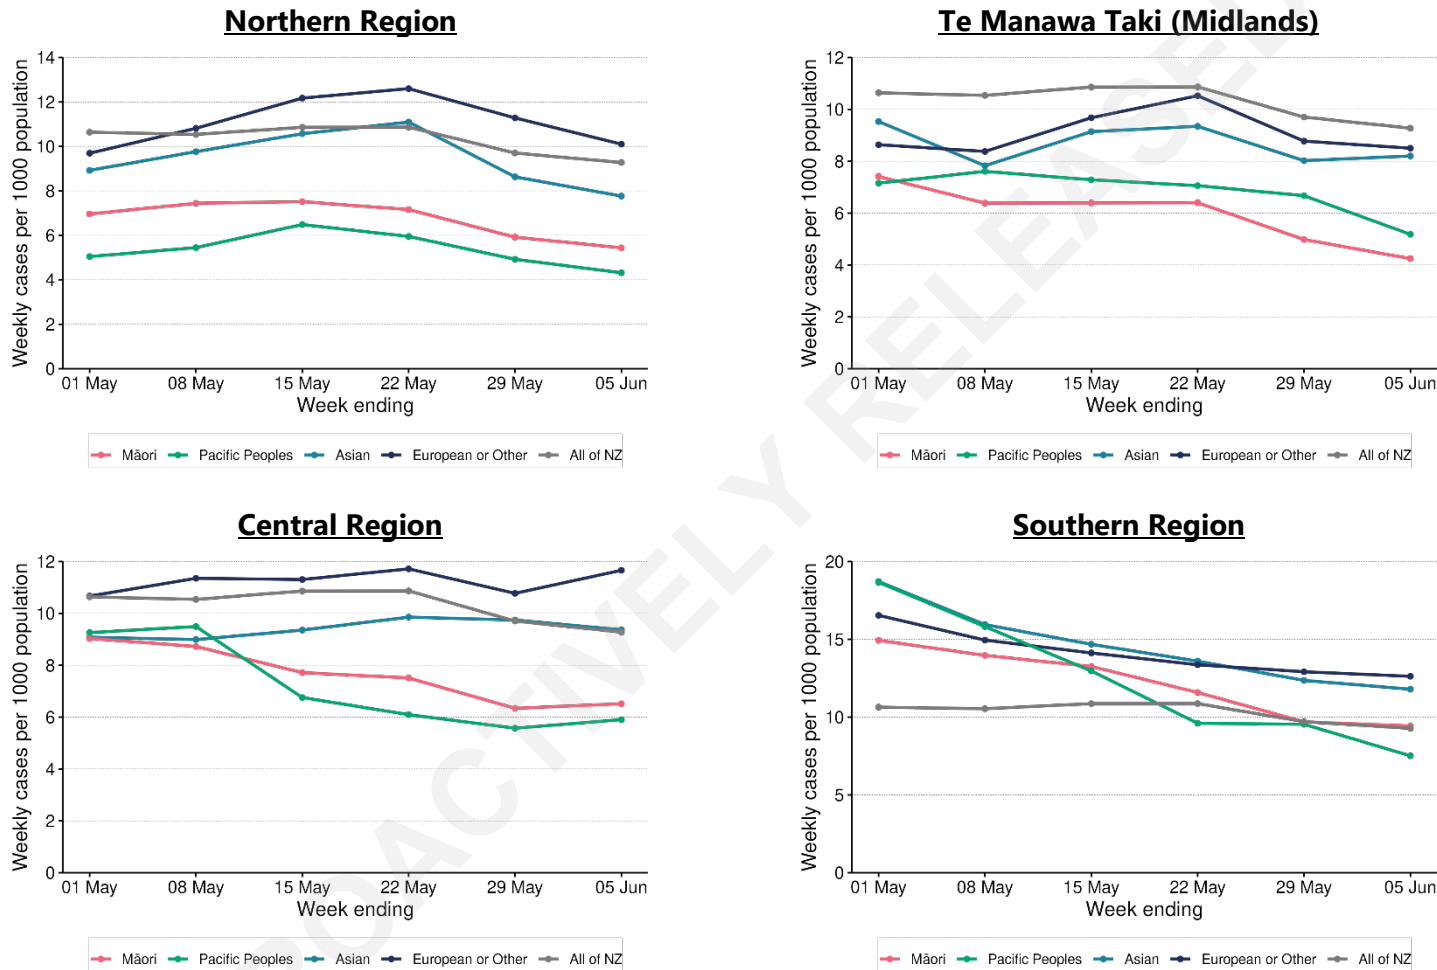 Northern Region
Weekly cases per 1000 population
14
12
10
8
6
4
2
0
01 May 08 May 15 May 22 May 29 May 05 Jun
Week ending
Māori Pacific Peoples Asian European or Other All of NZ
Te Manawa Taki (Midlands)
Weekly cases per 1000 population
12
10
8
6
4
2
0
01 May 08 May 15 May 22 May 29 May 05 Jun
Week ending
Māori Pacific Peoples Asian European or Other All of NZ
Central Region
Weekly cases per 1000 population
12
10
8
6
4
2
0
01 May 08 May 15 May 22 May 29 May 05 Jun
Week ending
Māori Pacific Peoples Asian European or Other All of NZ
Southern Region
Weekly cases per 1000 population
20
15
10
5
0
01 May 08 May 15 May 22 May 29 May 05 Jun
Week ending
Māori Pacific Peoples Asian European or Other All of NZ
ROACTIVELY RELEASED